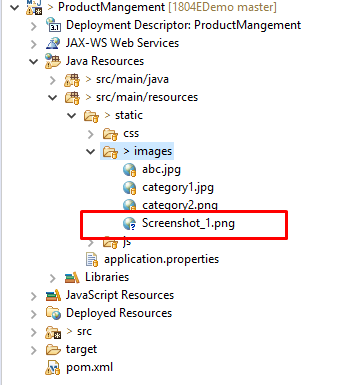 > ProductMangement [1804EDemo master]
Deployment Descriptor: ProductMangement
JAX-WS Web Services
Java Resources
> src/main/java
> src/main/resources
> static
css
> images
abc.jpg
category1.jpg
category2.png
Screenshot_1.png
js
application.properties
Libraries
JavaScript Resources
Deployed Resources
> src
target
pom.xml